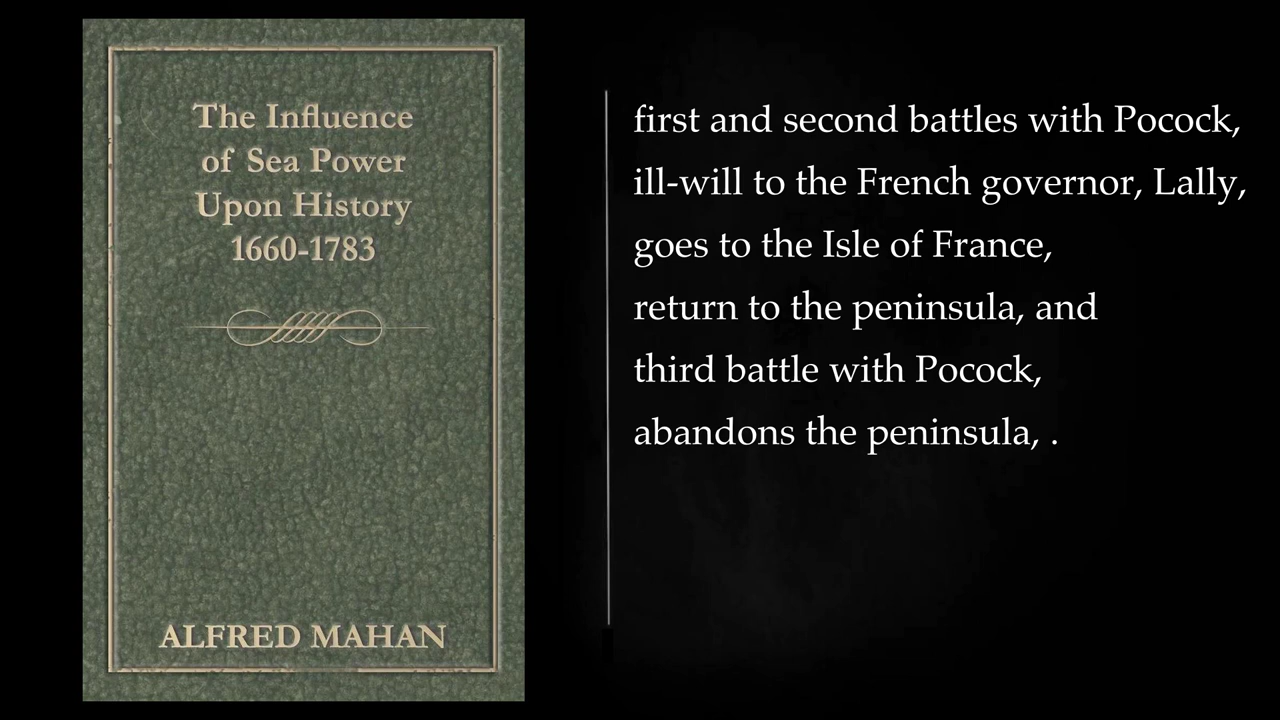 The Influence
of Sea Power
Upon History
1660-1783
ALFRED MAHAN
first and second battles with Pocock,
ill-will to the French governor, Lally,
goes to the Isle of France,
return to the peninsula, and
third battle with Pocock,
abandons the peninsula, .